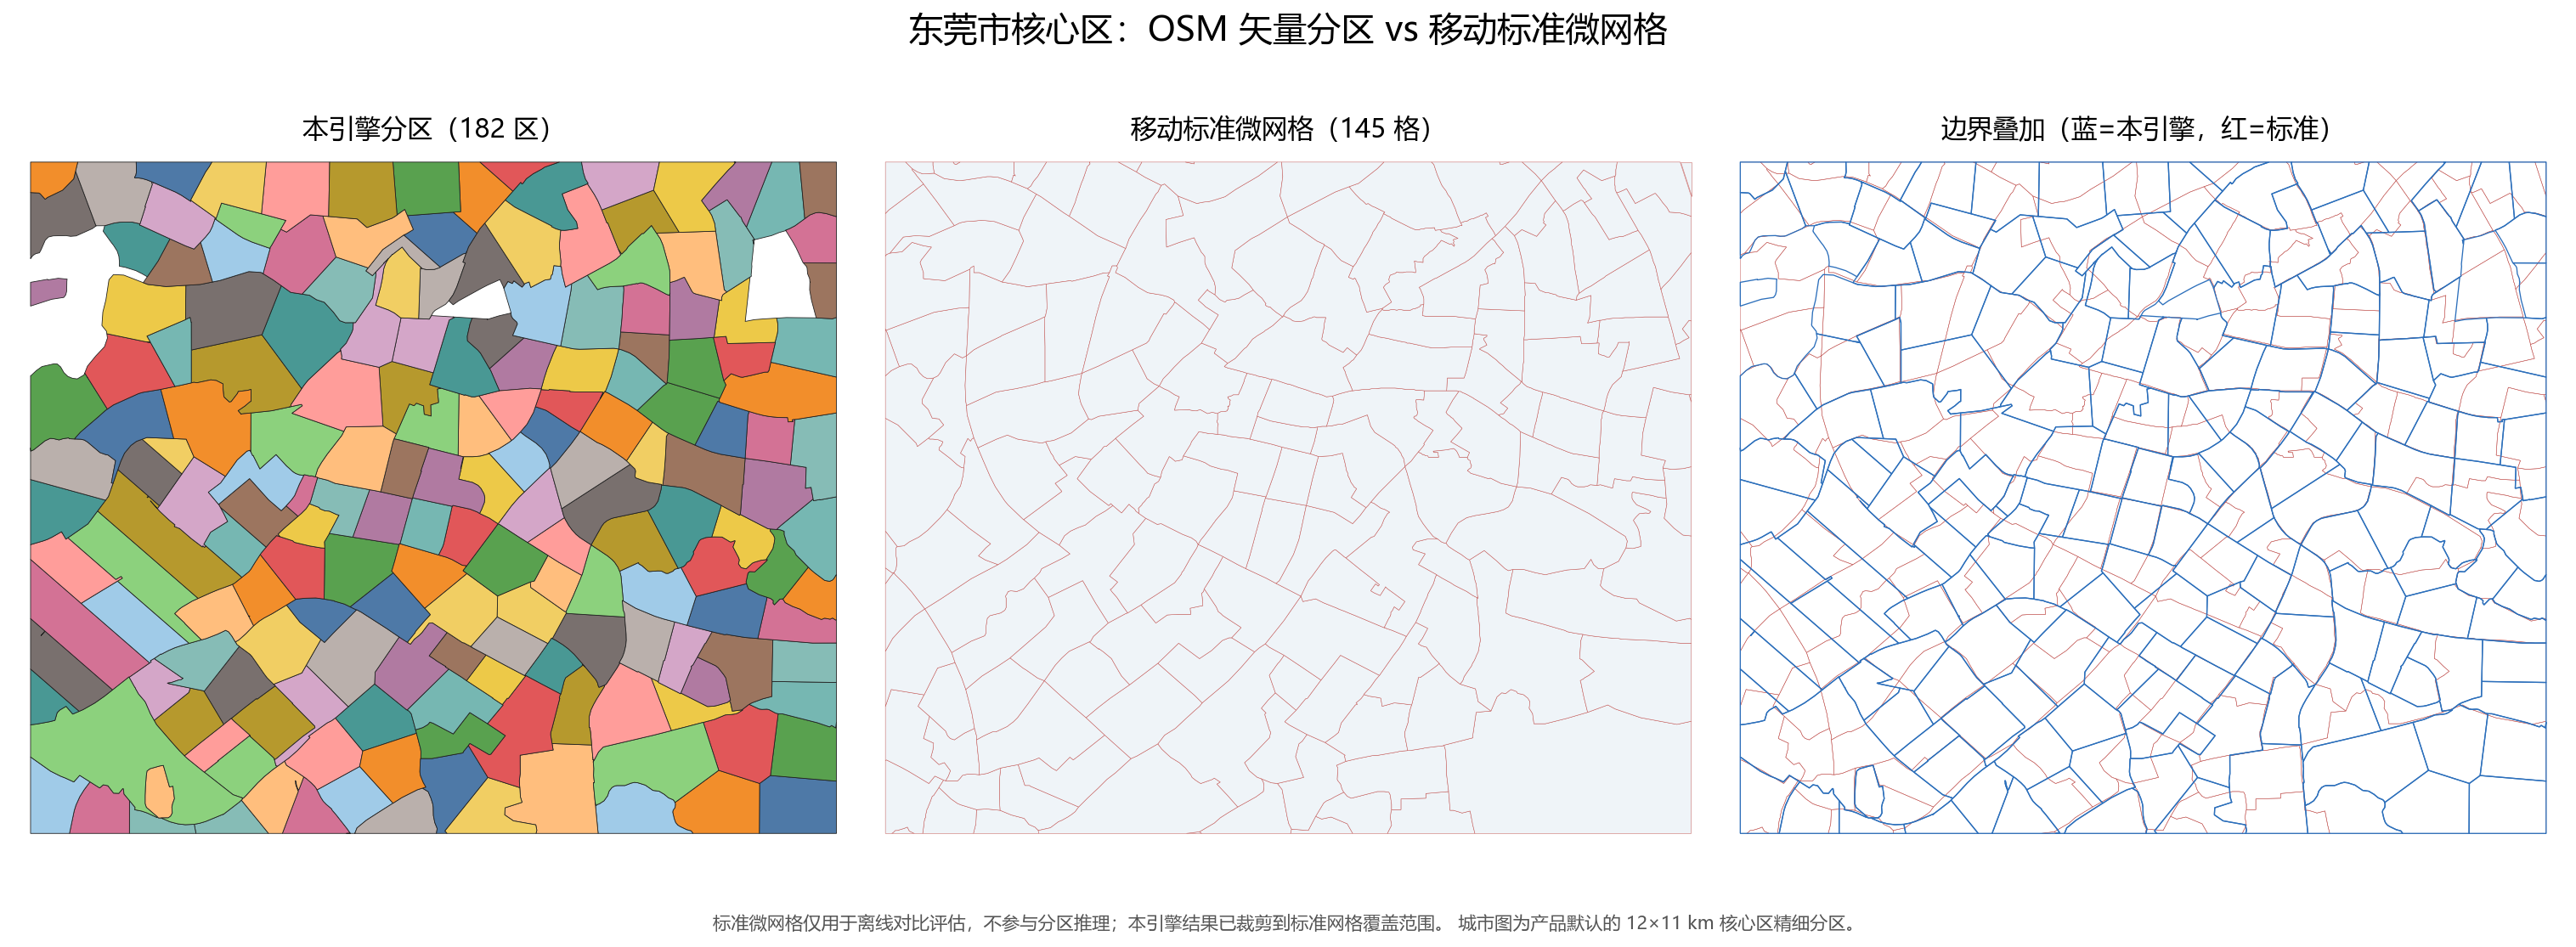 东莞市核心区：OSM 矢量分区 vs 移动标准微网格
本引擎分区（182 区）
移动标准微网格（145 格）
边界叠加（蓝=本引擎，红=标准）
标准微网格仅用于离线对比评估，不参与分区推理；本引擎结果已裁剪到标准网格覆盖范围。 城市图为产品默认的 12×11 km 核心区精细分区。